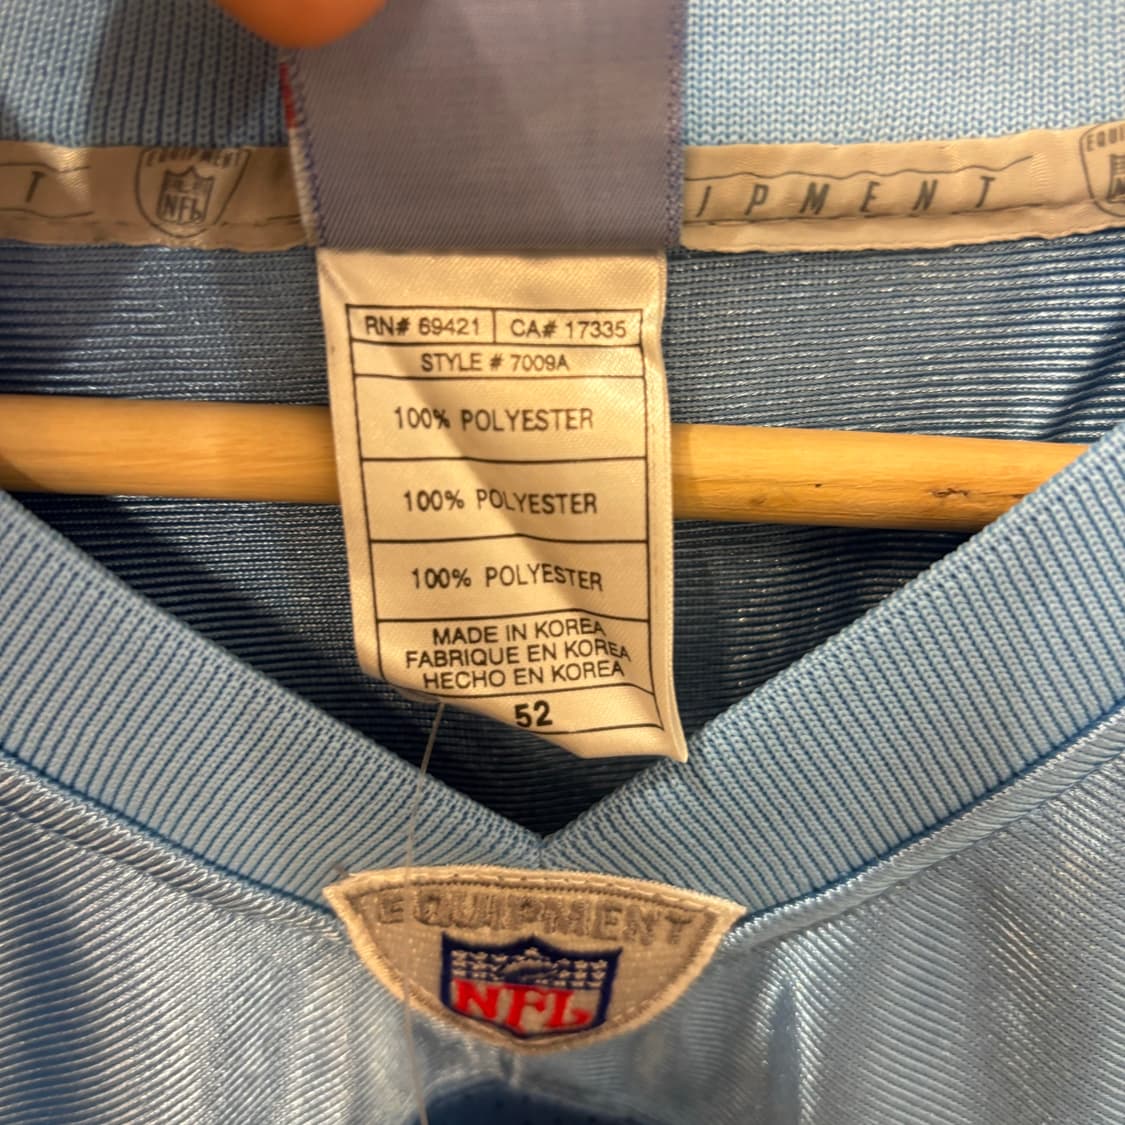 EQUIPMENT
NFL
T
IPMENT
EQUI
RN# 69421 CA# 17335
STYLE # 7009A
100% POLYESTER
100% POLYESTER
100% POLYESTER
MADE IN KOREA
FABRIQUE EN KOREA
HECHO EN KOREA
52
EQUIPMENT
NFL